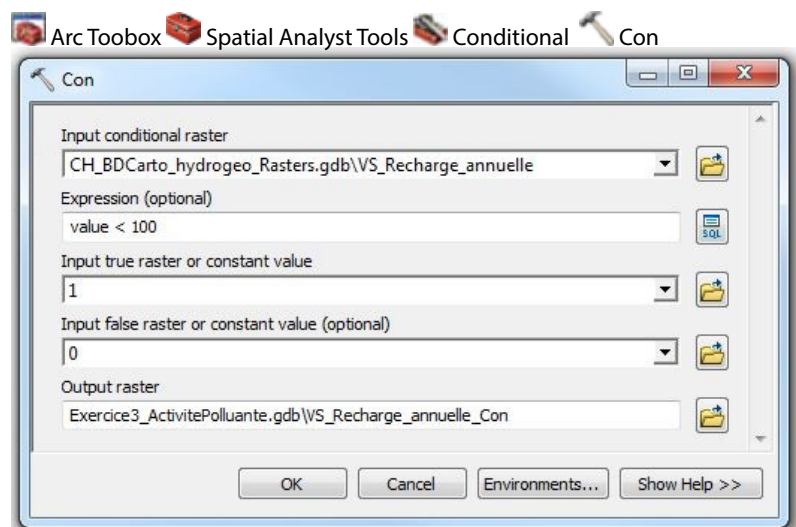 Arc Toobox Spatial Analyst Tools Conditional Con
Con
Input conditional raster
CH_BDCarto_hydrogeo_Rasters.gdb\VS_Recharge_annuelle
Expression (optional)
value < 100
SQL
Input true raster or constant value
1
Input false raster or constant value (optional)
0
Output raster
Exercice3_ActivitePolluante.gdb\VS_Recharge_annuelle_Con
OK Cancel Environments... Show Help >>